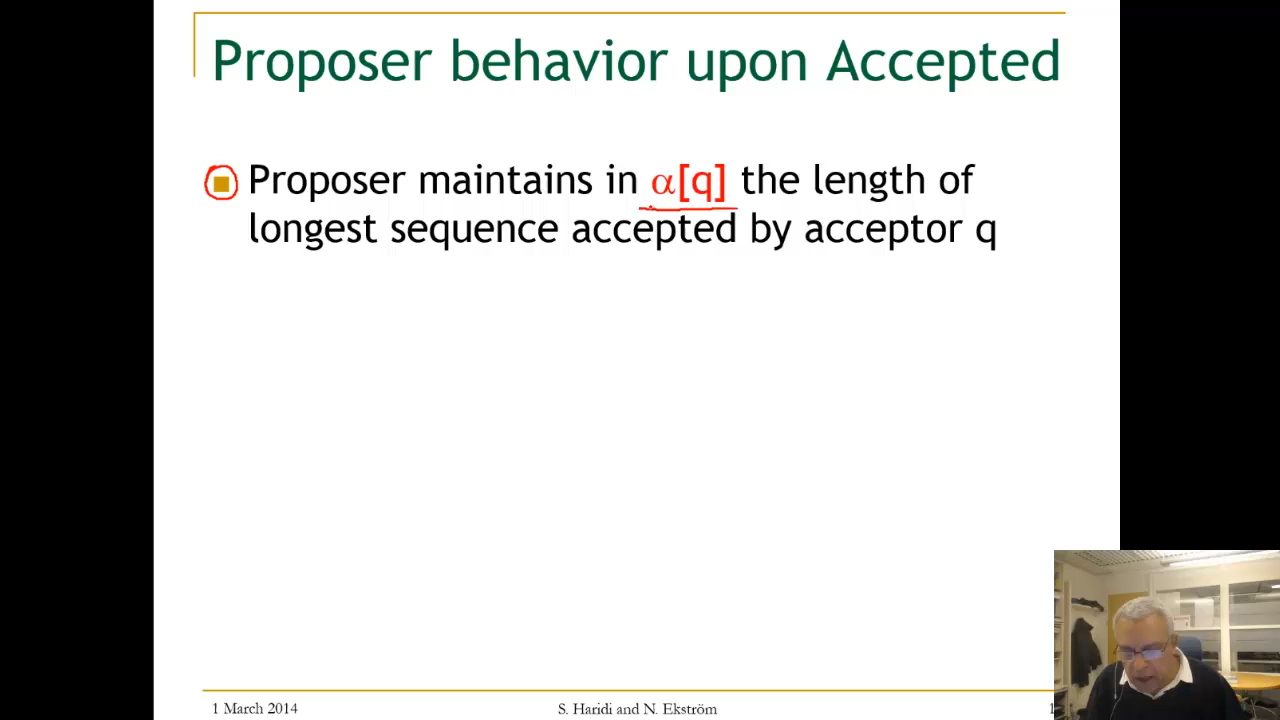 Proposer behavior upon Accepted
Proposer maintains in α[q] the length of
longest sequence accepted by acceptor q
1 March 2014
S. Haridi and N. Ekström